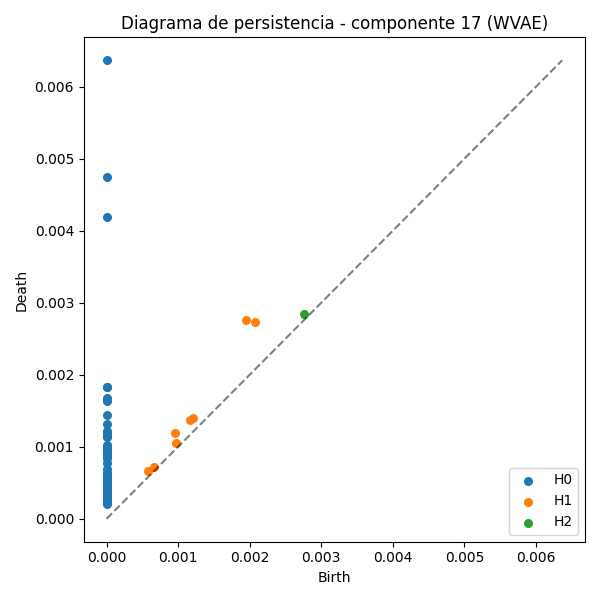 Diagrama de persistencia - componente 17 (WVAE)
0.006
0.005
0.004
Death
0.003
0.002
0.001
0.000
H0
H1
H2
0.000 0.001 0.002 0.003 0.004 0.005 0.006
Birth